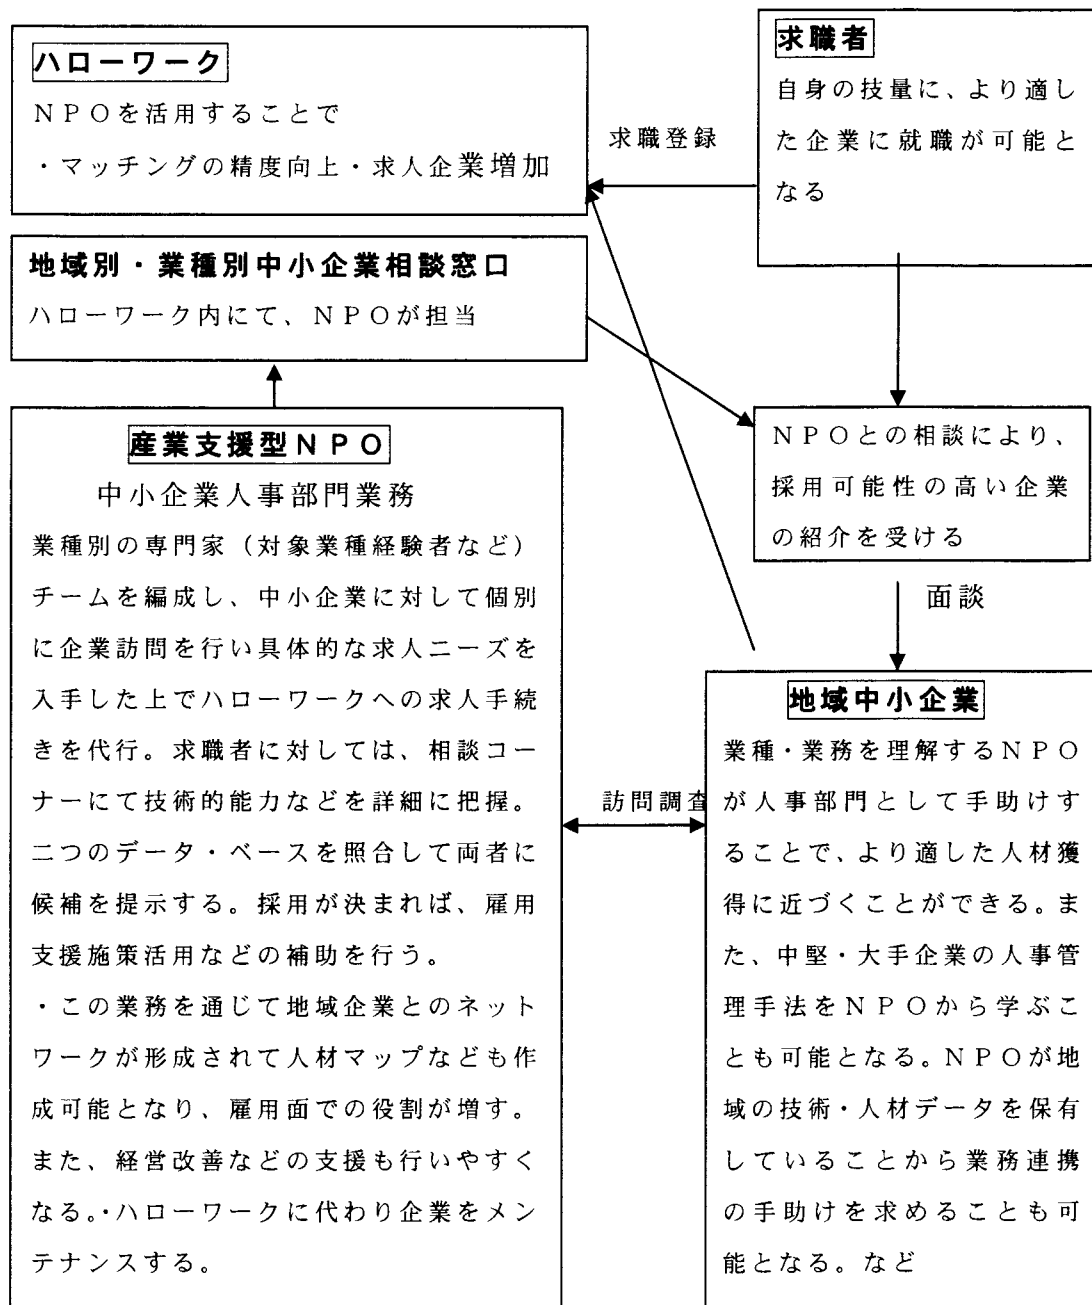 ハローワーク
NPOを活用することで
・マッチングの精度向上・求人企業増加
求職登録
求職者
自身の技量に、より適し
た企業に就職が可能と
なる
地域別・業種別中小企業相談窓口
ハローワーク内にて、NPOが担当
産業支援型NPO
中小企業人事部門業務
業種別の専門家(対象業種経験者など)
チームを編成し、中小企業に対して個別
に企業訪問を行い具体的な求人ニーズを
入手した上でハローワークへの求人手続
きを代行。求職者に対しては、相談コー
ナーにて技術的能力などを詳細に把握。
二つのデータ・ベースを照合して両者に
候補を提示する。採用が決まれば、雇用
支援施策活用などの補助を行う。
・この業務を通じて地域企業とのネット
ワークが形成されて人材マップなども作
成可能となり、雇用面での役割が増す。
また、経営改善などの支援も行いやすく
なる。・ハローワークに代わり企業をメン
テナンスする。
NPOとの相談により、
採用可能性の高い企業
の紹介を受ける
面談
訪問調査
地域中小企業
業種・業務を理解するNPO
が人事部門として手助けす
ることで、より適した人材獲
得に近づくことができる。ま
た、中堅・大手企業の人事管
理手法をNPOから学ぶこ
とも可能となる。NPOが地
域の技術・人材データを保有
していることから業務連携
の手助けを求めることも可
能となる。など